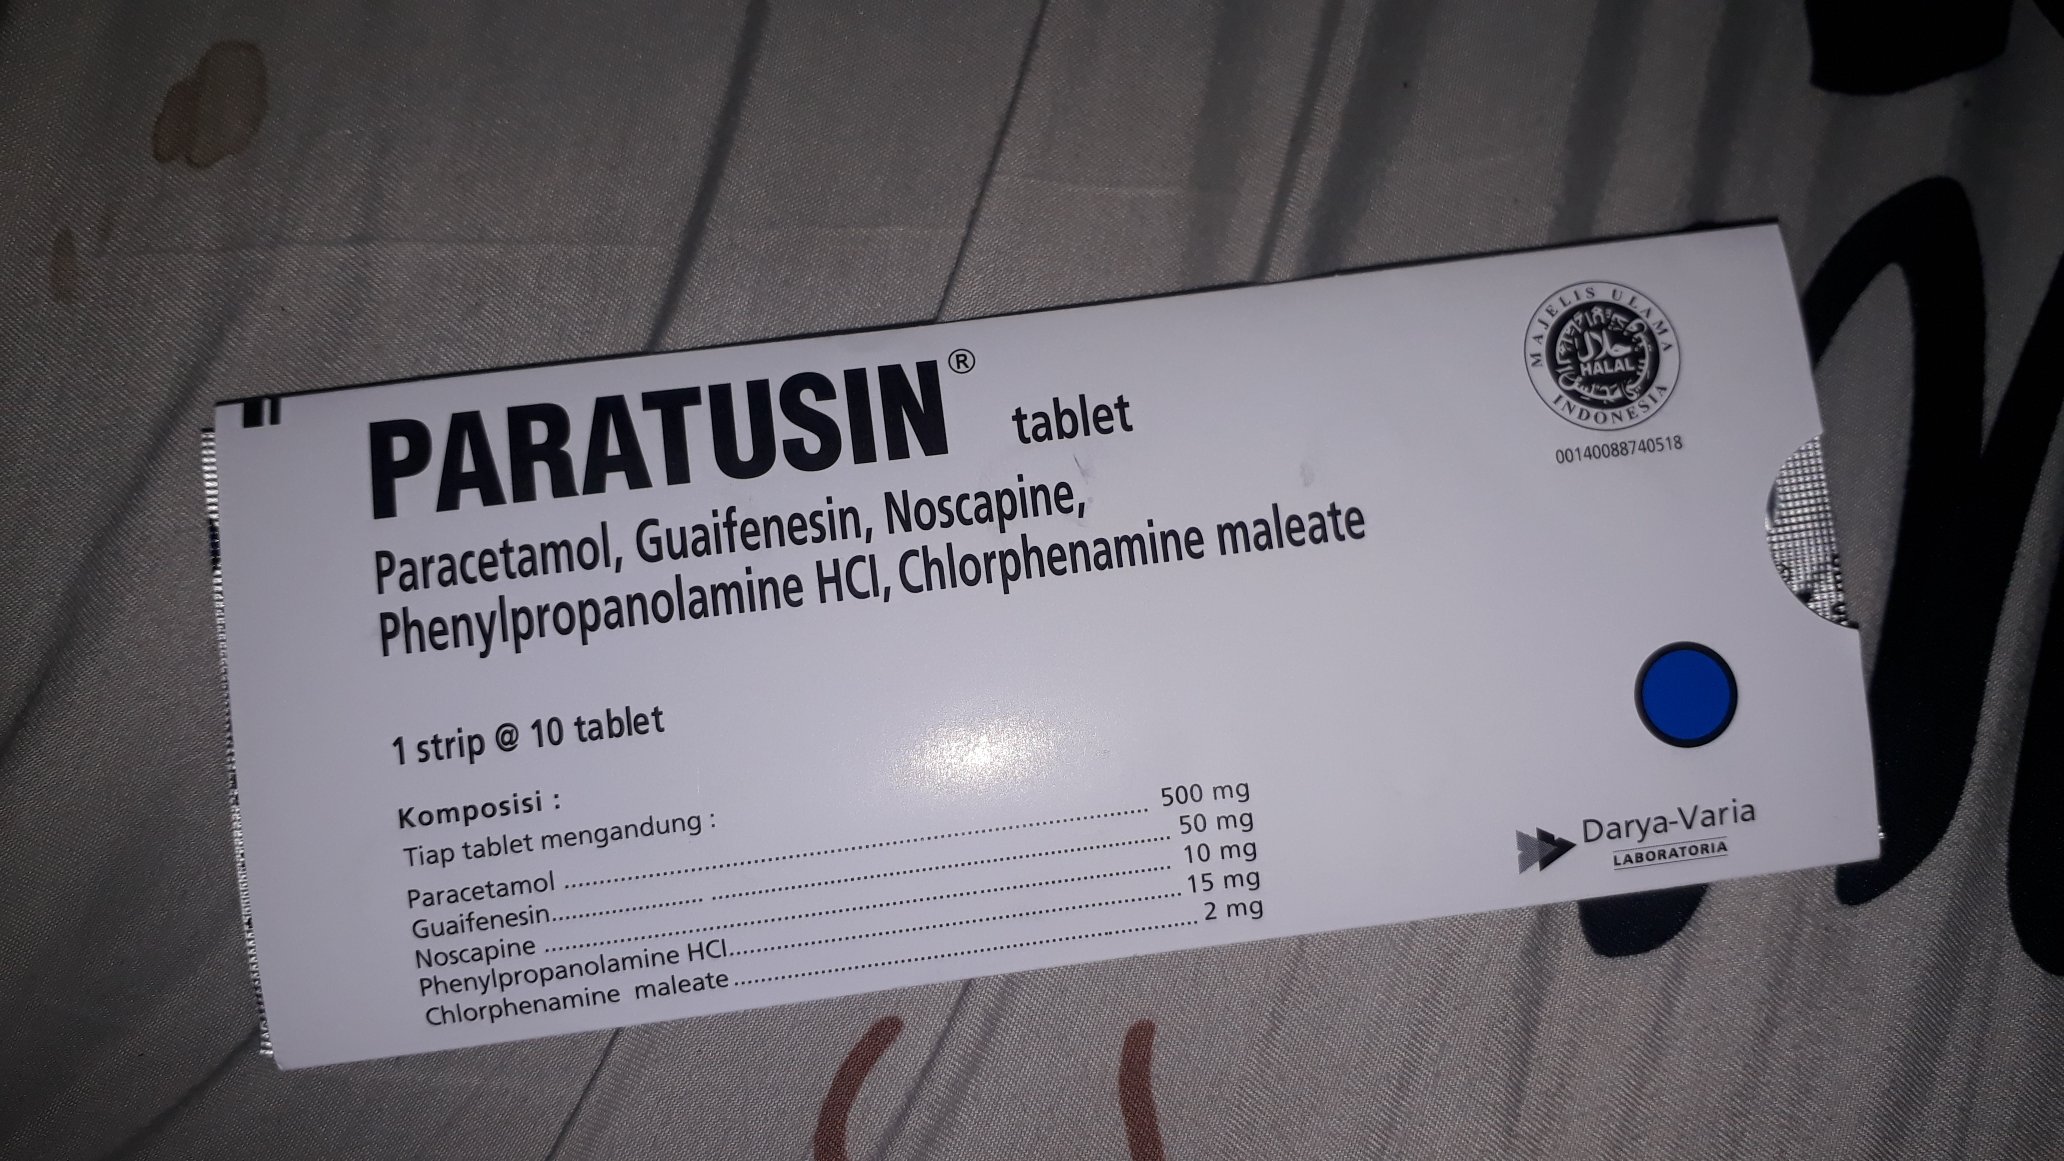 PARATUSIN® tablet
Paracetamol, Guaifenesin, Noscapine,
Phenylpropanolamine HCl, Chlorphenamine maleate
1 strip @ 10 tablet
Komposisi :
Tiap tablet mengandung :
Paracetamol ........ 500 mg
Guaifenesin........ 50 mg
Noscapine ........ 10 mg
Phenylpropanolamine HCl........ 15 mg
Chlorphenamine maleate ........ 2 mg
MAJELIS ULAMA
حلال
HALAL
INDONESIA
00140088740518
Darya-Varia
LABORATORIA